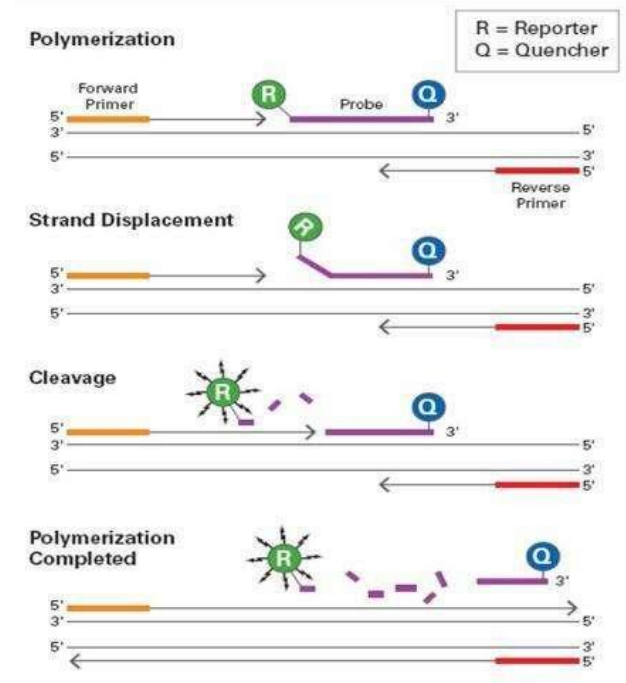 R = Reporter
Q = Quencher
Polymerization
Forward
Primer
R
Probe
Q
5'
3'
3'
5'
5'
3'
5'
Reverse
Primer
Strand Displacement
R
Q
5'
3'
3'
5'
5'
3'
5'
Cleavage
R
Q
5'
3'
3'
5'
5'
3'
5'
Polymerization
Completed
R
Q
3'
5'
3'
5'
5'
3'
5'